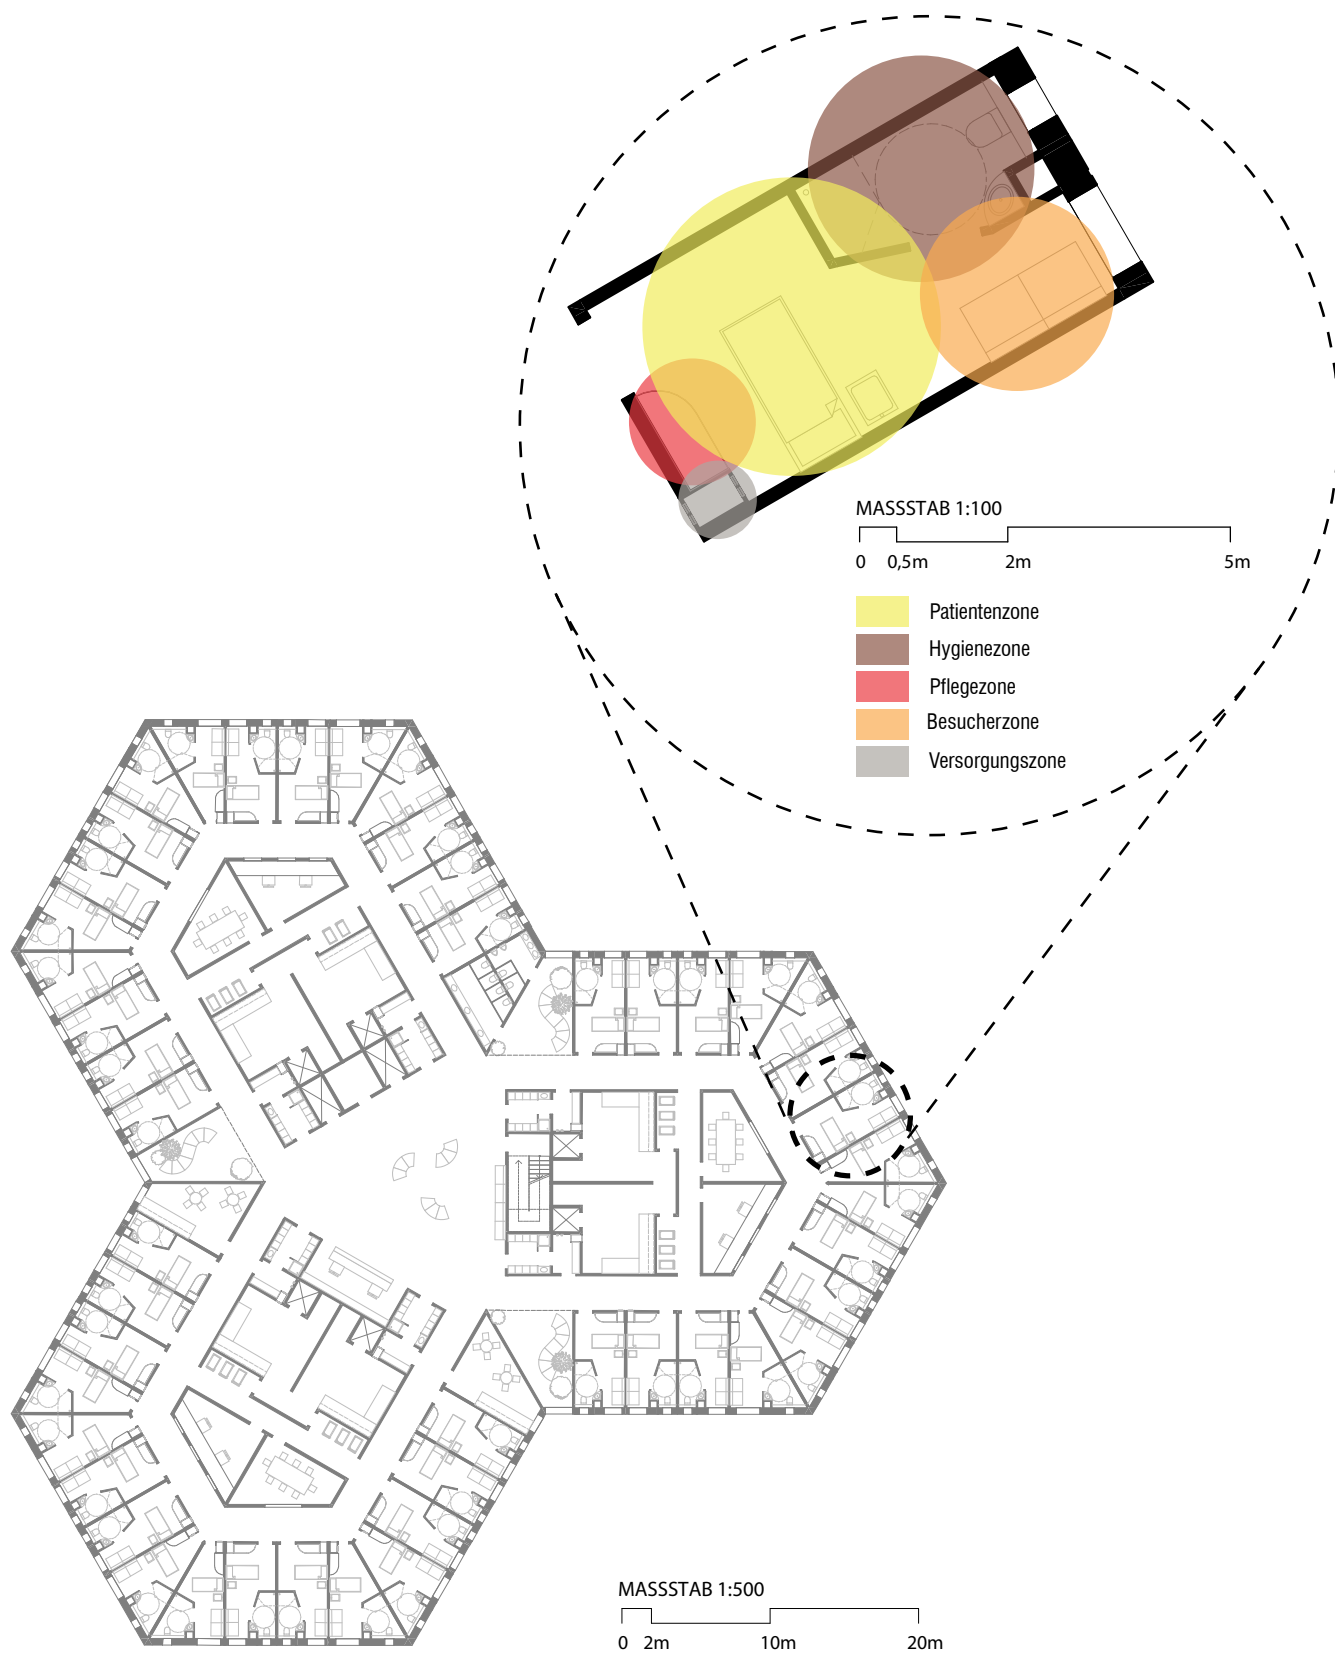 MASSSTAB 1:100
0 0,5m 2m 5m
Patientenzone
Hygienezone
Pflegezone
Besucherzone
Versorgungszone
MASSSTAB 1:500
0 2m 10m 20m